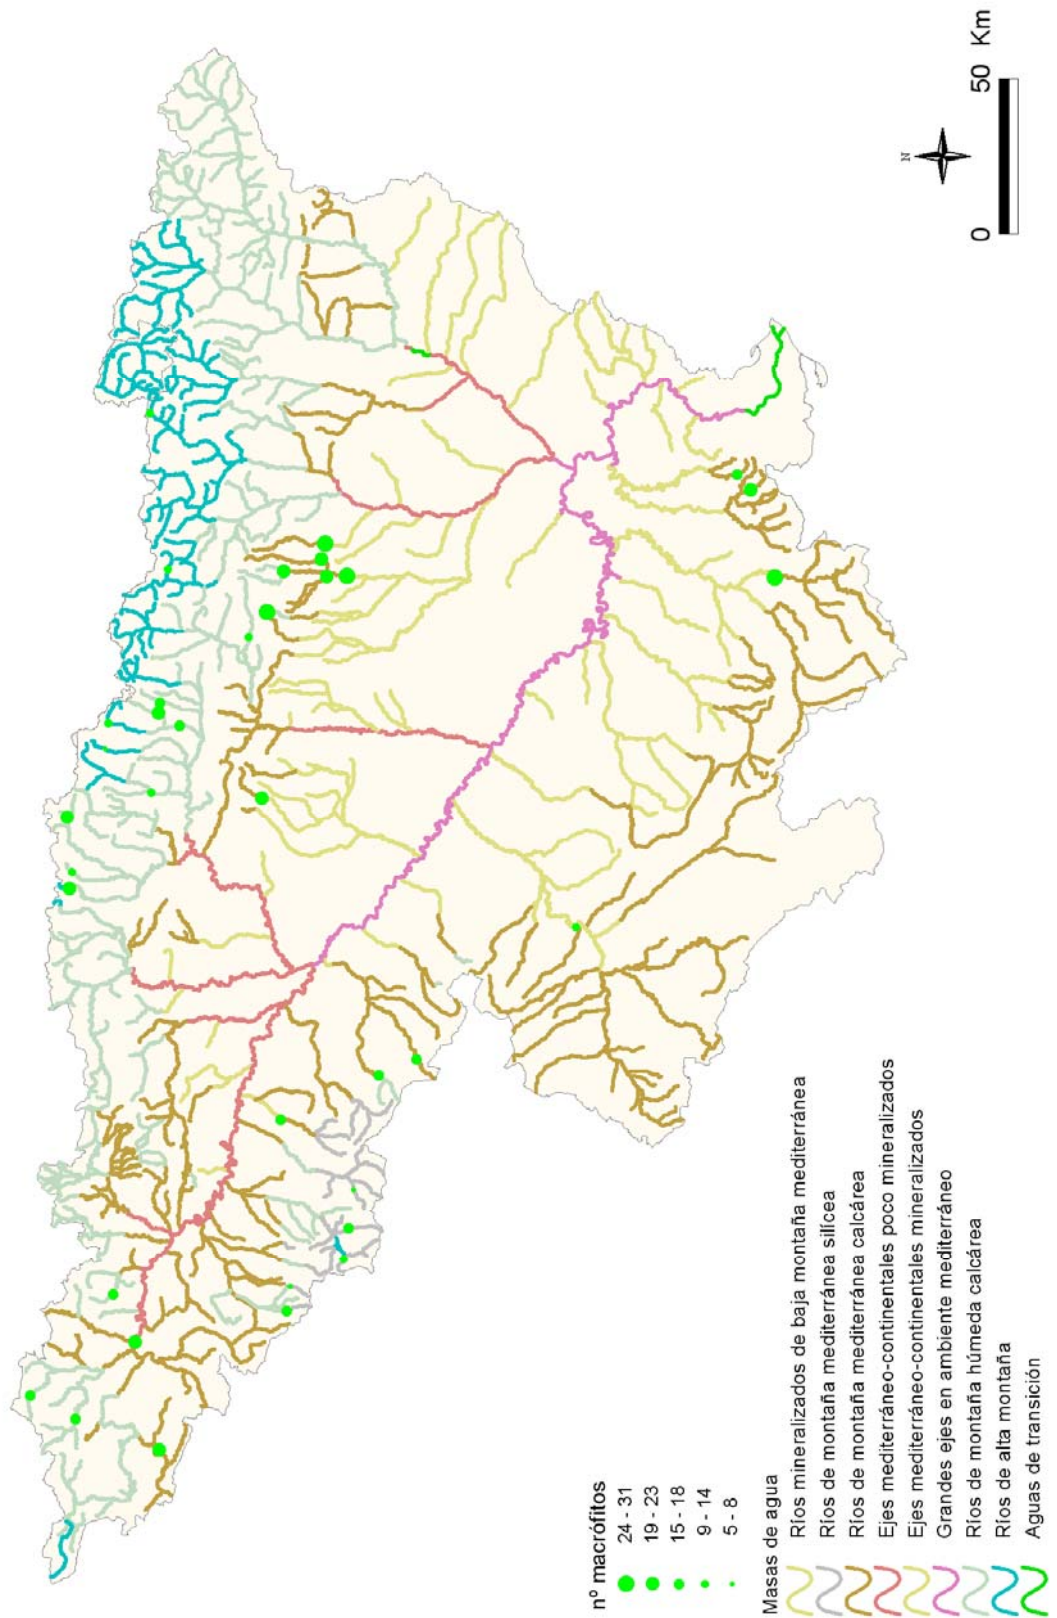 N
0 50 Km
nº macrófitos
24 - 31
19 - 23
15 - 18
9 - 14
5 - 8
Masas de agua
Ríos mineralizados de baja montaña mediterránea
Ríos de montaña mediterránea silícea
Ríos de montaña mediterránea calcárea
Ejes mediterráneo-continentales poco mineralizados
Ejes mediterráneo-continentales mineralizados
Grandes ejes en ambiente mediterráneo
Ríos de montaña húmeda calcárea
Ríos de alta montaña
Aguas de transición